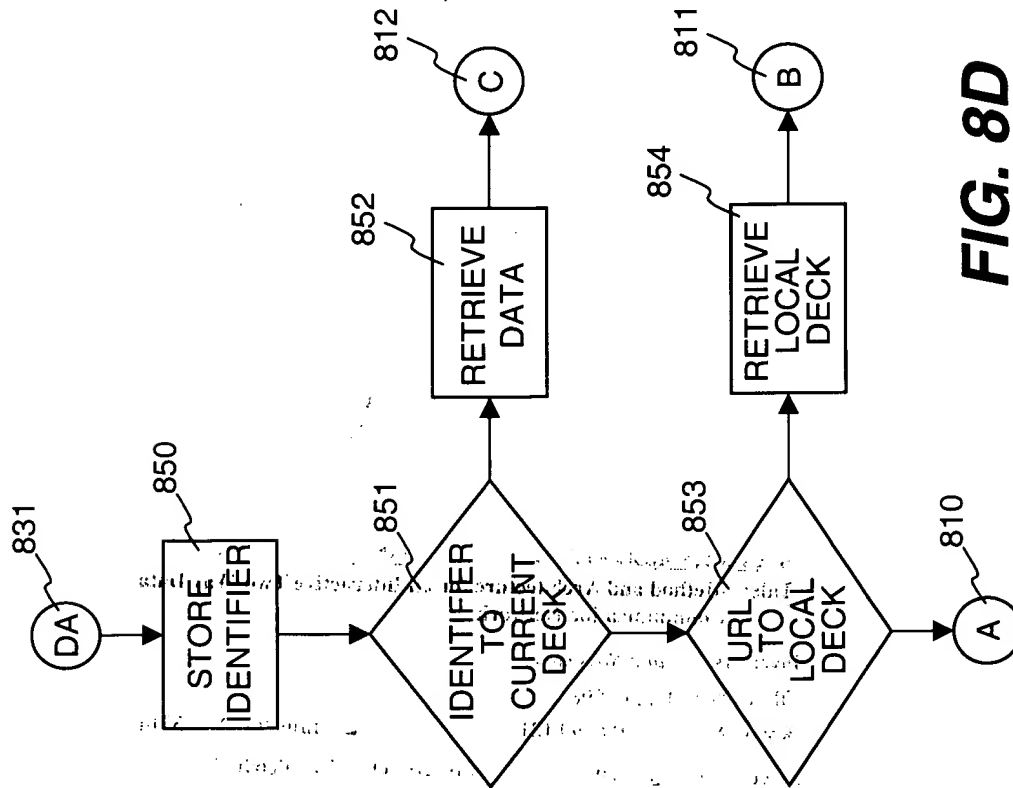 831
DA
850
STORE
IDENTIFIER
851
IDENTIFIER
TO
CURRENT
DECK
852
RETRIEVE
DATA
812
C
853
URL
TO
LOCAL
DECK
854
RETRIEVE
LOCAL
DECK
811
B
810
A
FIG. 8D